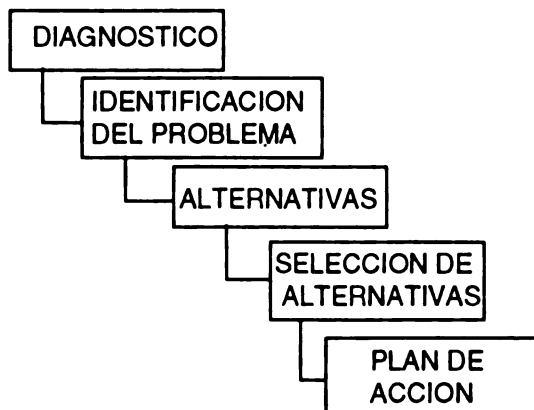 DIAGNOSTICO
IDENTIFICACION
DEL PROBLEMA
ALTERNATIVAS
SELECCION DE
ALTERNATIVAS
PLAN DE
ACCION